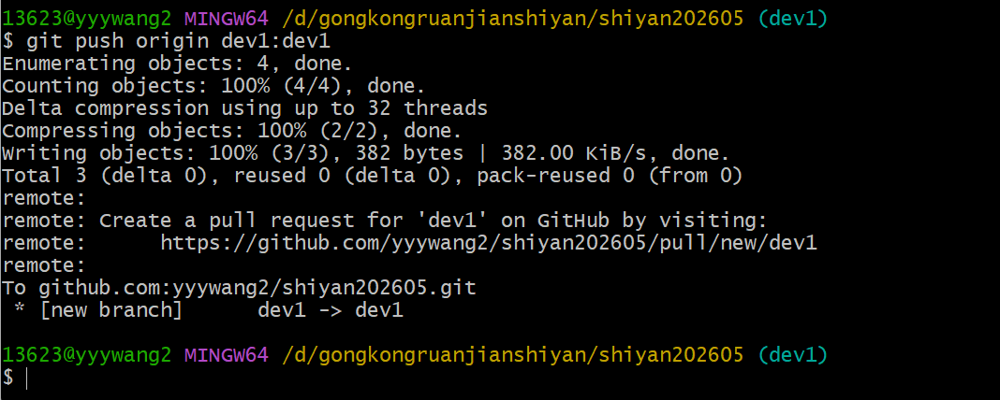 13623@yyywang2 MINGW64 /d/gongkongruanjianshiyan/shiyan202605 (dev1)
$ git push origin dev1:dev1
Enumerating objects: 4, done.
Counting objects: 100% (4/4), done.
Delta compression using up to 32 threads
Compressing objects: 100% (2/2), done.
Writing objects: 100% (3/3), 382 bytes | 382.00 KiB/s, done.
Total 3 (delta 0), reused 0 (delta 0), pack-reused 0 (from 0)
remote:
remote: Create a pull request for 'dev1' on GitHub by visiting:
remote:      https://github.com/yyywang2/shiyan202605/pull/new/dev1
remote:
To github.com:yyywang2/shiyan202605.git
 * [new branch]      dev1 -> dev1
13623@yyywang2 MINGW64 /d/gongkongruanjianshiyan/shiyan202605 (dev1)
$